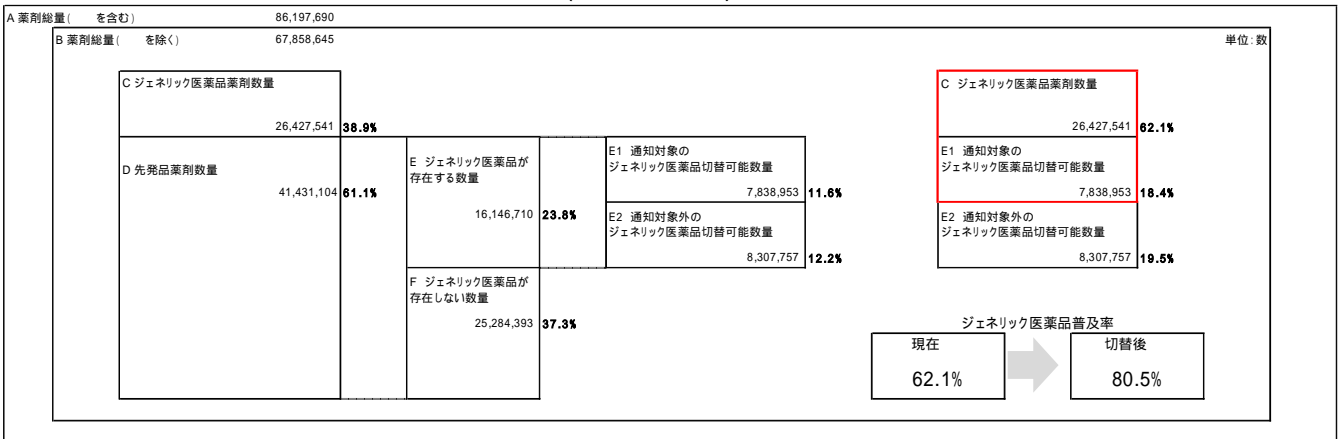 A 薬剤総量( を含む) 86,197,690
B 薬剤総量( を除く) 67,858,645 単位:数
C ジェネリック医薬品薬剤数量
26,427,541 38.9%
D 先発品薬剤数量
41,431,104 61.1%
E ジェネリック医薬品が
存在する数量
16,146,710 23.8%
F ジェネリック医薬品が
存在しない数量
25,284,393 37.3%
E1 通知対象の
ジェネリック医薬品切替可能数量
7,838,953 11.6%
E2 通知対象外の
ジェネリック医薬品切替可能数量
8,307,757 12.2%
C ジェネリック医薬品薬剤数量
26,427,541 62.1%
E1 通知対象の
ジェネリック医薬品切替可能数量
7,838,953 18.4%
E2 通知対象外の
ジェネリック医薬品切替可能数量
8,307,757 19.5%
ジェネリック医薬品普及率
現在 切替後
62.1% 80.5%